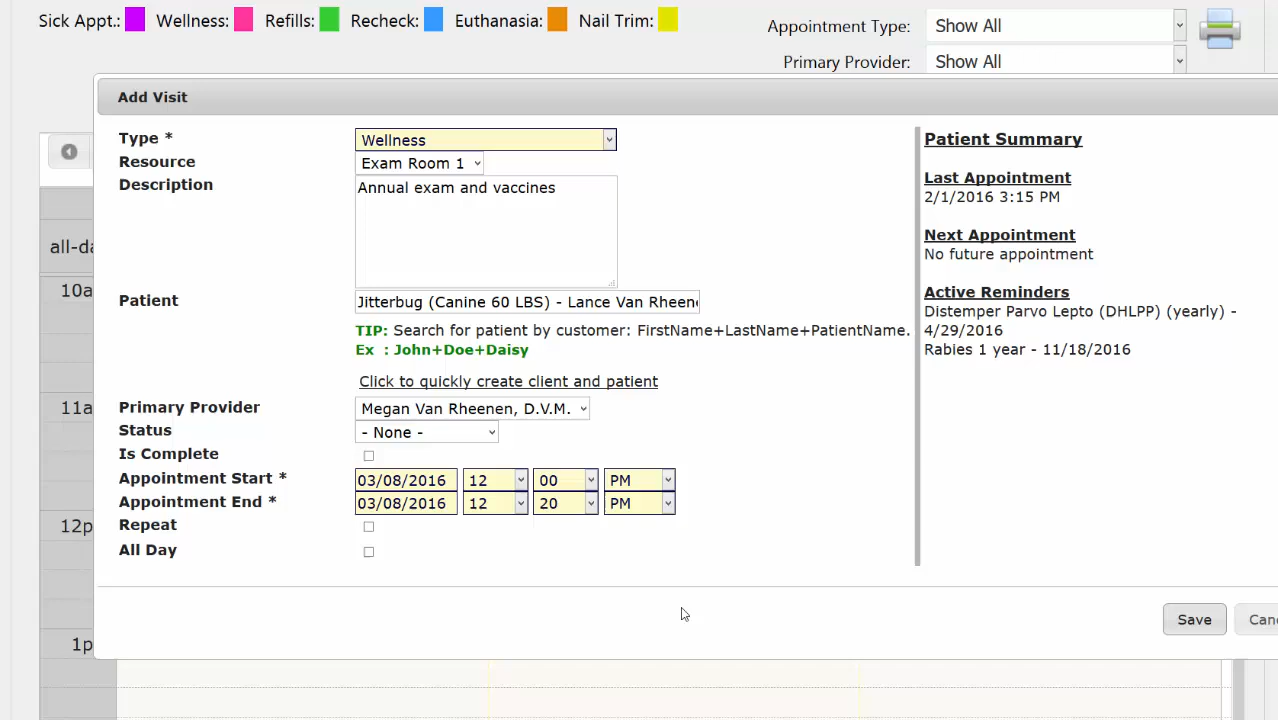 Sick Appt.: Wellness: Refills: Recheck: Euthanasia: Nail Trim:
Appointment Type: Show All
Primary Provider: Show All
Add Visit
Type * Wellness
Resource Exam Room 1
Description Annual exam and vaccines
Patient Jitterbug (Canine 60 LBS) - Lance Van Rheen
TIP: Search for patient by customer: FirstName+LastName+PatientName.
Ex : John+Doe+Daisy
Click to quickly create client and patient
Primary Provider Megan Van Rheenen, D.V.M.
Status - None -
Is Complete
Appointment Start * 03/08/2016 12 00 PM
Appointment End * 03/08/2016 12 20 PM
Repeat
All Day
Patient Summary
Last Appointment
2/1/2016 3:15 PM
Next Appointment
No future appointment
Active Reminders
Distemper Parvo Lepto (DHLPP) (yearly) -
4/29/2016
Rabies 1 year - 11/18/2016
Save Canc
all-da
10a
11a
12p
1p